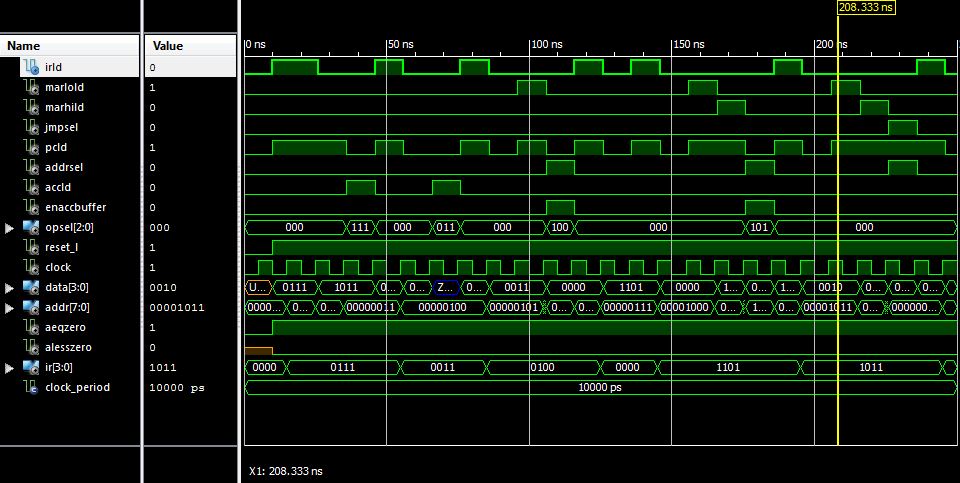 208.333 ns
Name Value
0 ns 50 ns 100 ns 150 ns 200 ns
irld 0
marlold 1
marhild 0
jmpsel 0
pcld 1
addrsel 0
accld 0
enaccbuffer 0
opsel[2:0] 000 000 111 000 011 000 100 000 101 000
reset_l 1
clock 1
data[3:0] 0010 U... 0111 1011 0... 0... Z... 0... 0011 0000 1101 0000 1... 0... 0... 0010 0... 0... 0...
addr[7:0] 00001011 0000... 0... 0... 00000011 00000100 00000101 0... 0... 00000111 00001000 0... 1... 0... 00001011 0... 000000...
aeqzero 1
alesszero 0
ir[3:0] 1011 0000 0111 0011 0100 0000 1101 1011
clock_period 10000 ps 10000 ps
X1: 208.333 ns